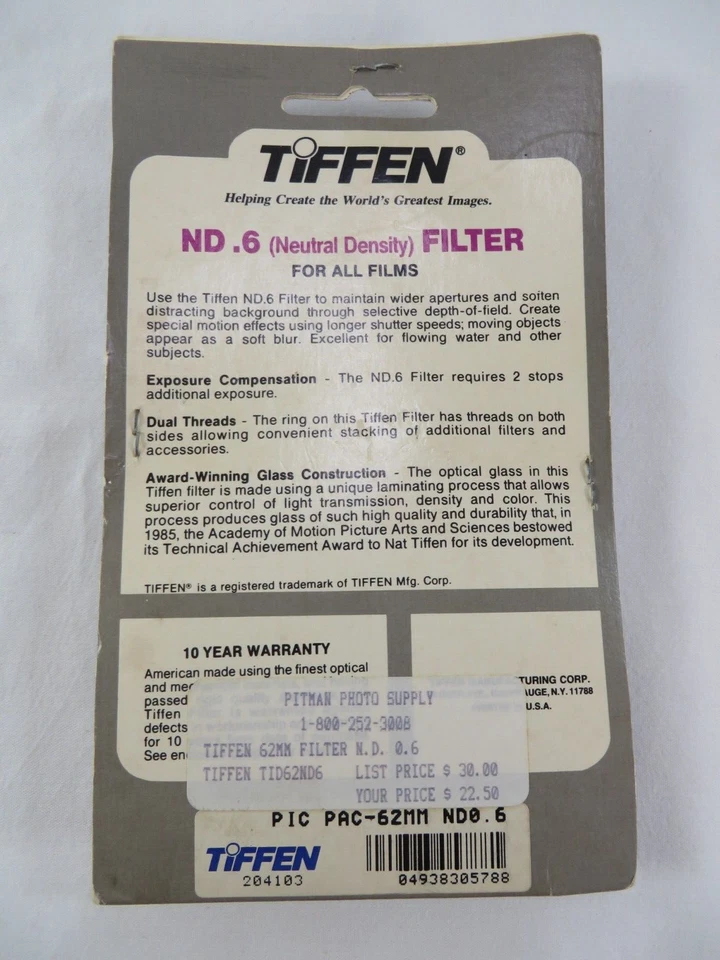 TIFFEN®
Helping Create the World's Greatest Images.
ND .6 (Neutral Density) FILTER
FOR ALL FILMS
Use the Tiffen ND.6 Filter to maintain wider apertures and soften
distracting background through selective depth-of-field. Create
special motion effects using longer shutter speeds; moving objects
appear as a soft blur. Excellent for flowing water and other
subjects.
Exposure Compensation - The ND.6 Filter requires 2 stops
additional exposure.
Dual Threads - The ring on this Tiffen Filter has threads on both
sides allowing convenient stacking of additional filters and
accessories.
Award-Winning Glass Construction - The optical glass in this
Tiffen filter is made using a unique laminating process that allows
superior control of light transmission, density and color. This
process produces glass of such high quality and durability that, in
1985, the Academy of Motion Picture Arts and Sciences bestowed
its Technical Achievement Award to Nat Tiffen for its development.
TIFFEN® is a registered trademark of TIFFEN Mfg. Corp.
10 YEAR WARRANTY
American made using the finest optical
and
passed
Tiffen
defects
for 10
See
TURING CORP.
AUGE, N.Y. 11788
U.S.A.
PITMAN PHOTO SUPPLY
1-800-252-3008
TIFFEN 62MM FILTER N.D. 0.6
TIFFEN TID62ND6 LIST PRICE $ 30.00
YOUR PRICE $ 22.50
PIC PAC-62MM ND0.6
TIFFEN
204103
04938305788